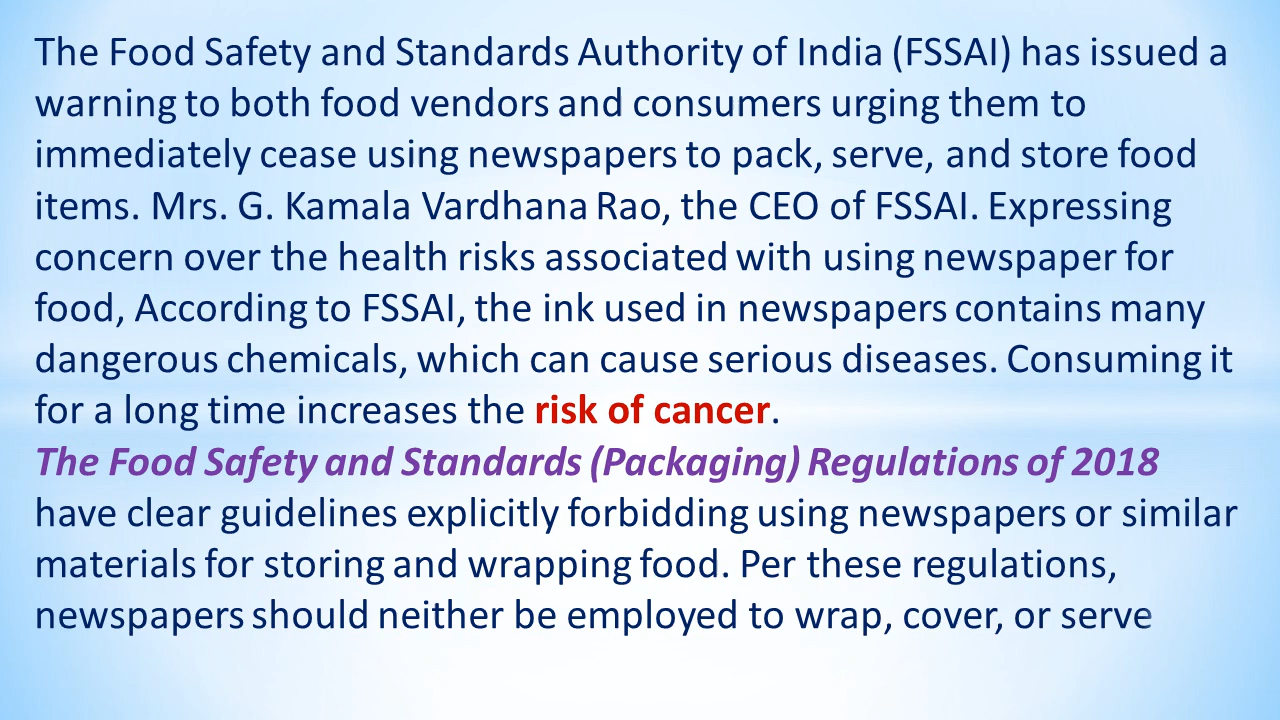 The Food Safety and Standards Authority of India (FSSAI) has issued a
warning to both food vendors and consumers urging them to
immediately cease using newspapers to pack, serve, and store food
items. Mrs. G. Kamala Vardhana Rao, the CEO of FSSAI. Expressing
concern over the health risks associated with using newspaper for
food, According to FSSAI, the ink used in newspapers contains many
dangerous chemicals, which can cause serious diseases. Consuming it
for a long time increases the risk of cancer.
The Food Safety and Standards (Packaging) Regulations of 2018
have clear guidelines explicitly forbidding using newspapers or similar
materials for storing and wrapping food. Per these regulations,
newspapers should neither be employed to wrap, cover, or serve